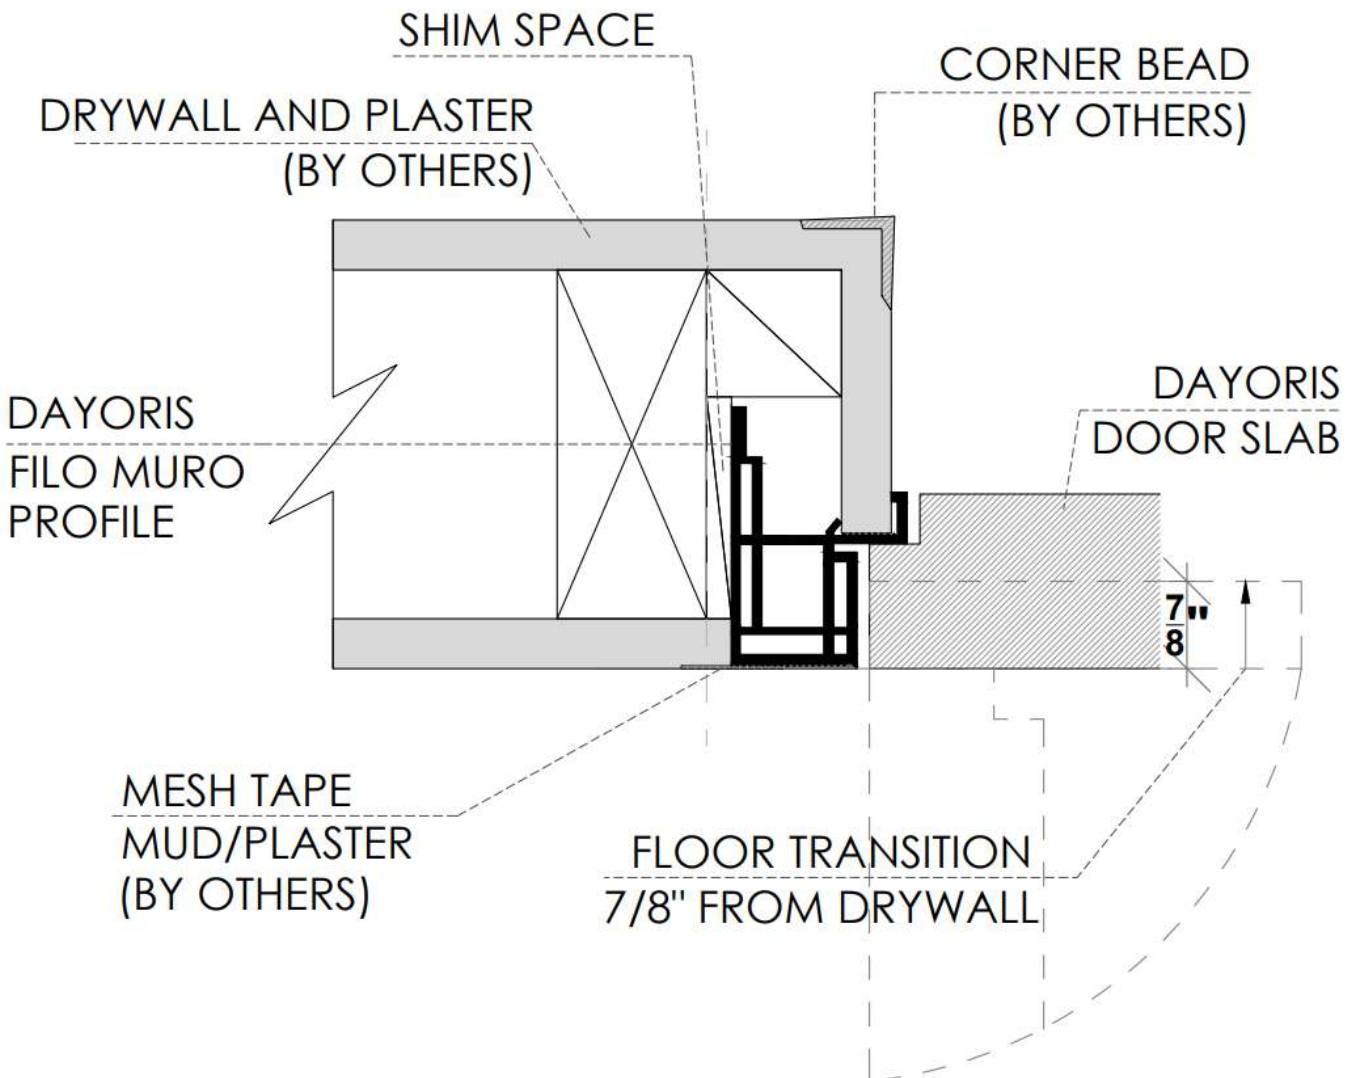 SHIM SPACE
CORNER BEAD
(BY OTHERS)
DRYWALL AND PLASTER
(BY OTHERS)
DAYORIS
DOOR SLAB
DAYORIS
FILO MURO
PROFILE
7/8"
MESH TAPE
MUD/PLASTER
(BY OTHERS)
FLOOR TRANSITION
7/8" FROM DRYWALL